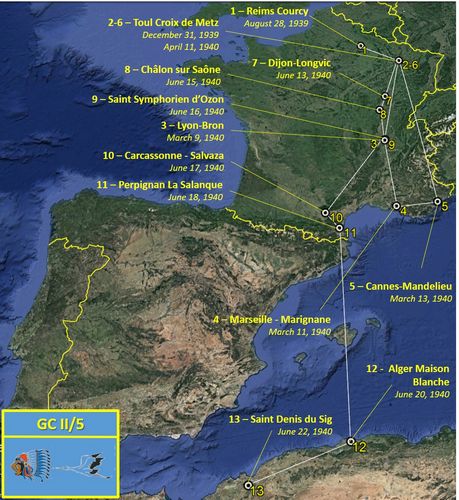 1 – Reims Courcy
August 28, 1939
2-6 – Toul Croix de Metz
December 31, 1939
April 11, 1940
7 – Dijon-Longvic
June 13, 1940
8 – Châlon sur Saône
June 15, 1940
9 – Saint Symphorien d'Ozon
June 16, 1940
3 – Lyon-Bron
March 9, 1940
10 – Carcassonne - Salvaza
June 17, 1940
11 – Perpignan La Salanque
June 18, 1940
1
2-6
7
8
3
9
10
4
5
11
5 – Cannes-Mandelieu
March 13, 1940
4 – Marseille - Marignane
March 11, 1940
12 - Alger Maison
Blanche
June 20, 1940
13 – Saint Denis du Sig
June 22, 1940
12
13
GC II/5